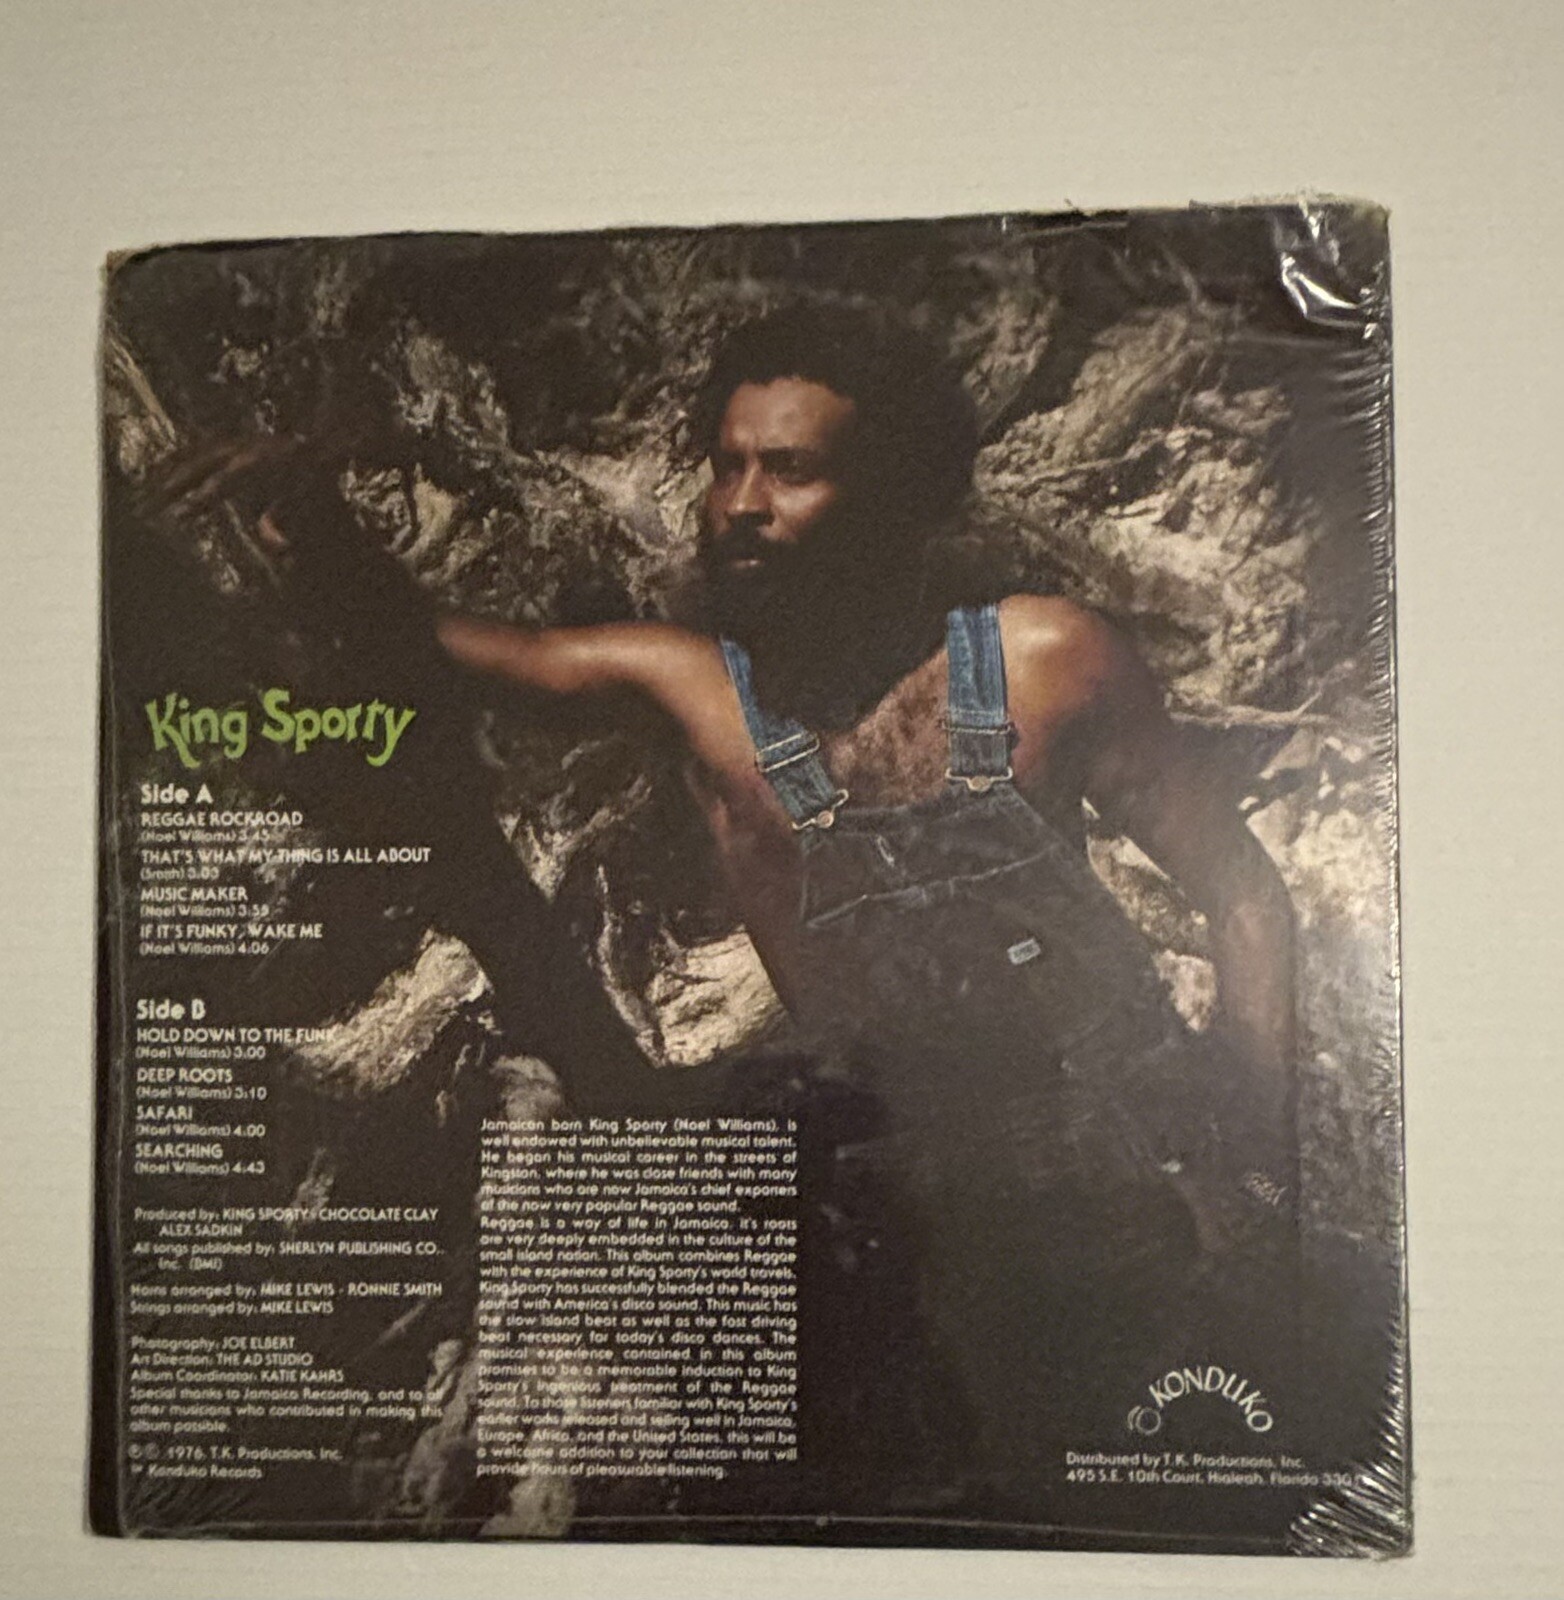 King Sporty
Side A
REGGAE ROCKROAD
(Noel Williams) 3.45
THAT'S WHAT MY THING IS ALL ABOUT
(Smith) 3.03
MUSIC MAKER
(Noel Williams) 3.55
IF IT'S FUNKY, WAKE ME
(Noel Williams) 4.06
Side B
HOLD DOWN TO THE FUNK
(Noel Williams) 3.00
DEEP ROOTS
(Noel Williams) 3:10
SAFARI
(Noel Williams) 4.00
SEARCHING
(Noel Williams) 4:43
Produced by: KING SPORTY - CHOCOLATE CLAY
ALEX SADKIN
All songs published by: SHERLYN PUBLISHING CO.,
Inc. (BMI)
Horns arranged by: MIKE LEWIS - RONNIE SMITH
Strings arranged by: MIKE LEWIS
Photography: JOE ELBERT
Art Direction: THE AD STUDIO
Album Coordinator: KATIE KAHRS
Special thanks to Jamaica Recording, and to all
other musicians who contributed in making this
album possible.
℗ © 1976, T.K. Productions, Inc.
Konduko Records
Jamaican born King Sporty (Noel Williams), is
well endowed with unbelievable musical talent.
He began his musical career in the streets of
Kingston, where he was close friends with many
musicians who are now Jamaica's chief exporters
of the now very popular Reggae sound.
Reggae is a way of life in Jamaica, it's roots
are very deeply embedded in the culture of the
small island nation. This album combines Reggae
with the experience of King Sporty's world travels.
King Sporty has successfully blended the Reggae
sound with America's disco sound. This music has
the slow island beat as well as the fast driving
beat necessary for today's disco dances. The
musical experience contained in this album
promises to be a memorable induction to King
Sporty's ingenious treatment of the Reggae
sound. To those listeners familiar with King Sporty's
earlier works released and selling well in Jamaica,
Europe, Africa, and the United States, this will be
a welcome addition to your collection that will
provide hours of pleasurable listening.
KONDUKO
Distributed by T.K. Productions, Inc.
495 S.E. 10th Court, Hialeah, Florida